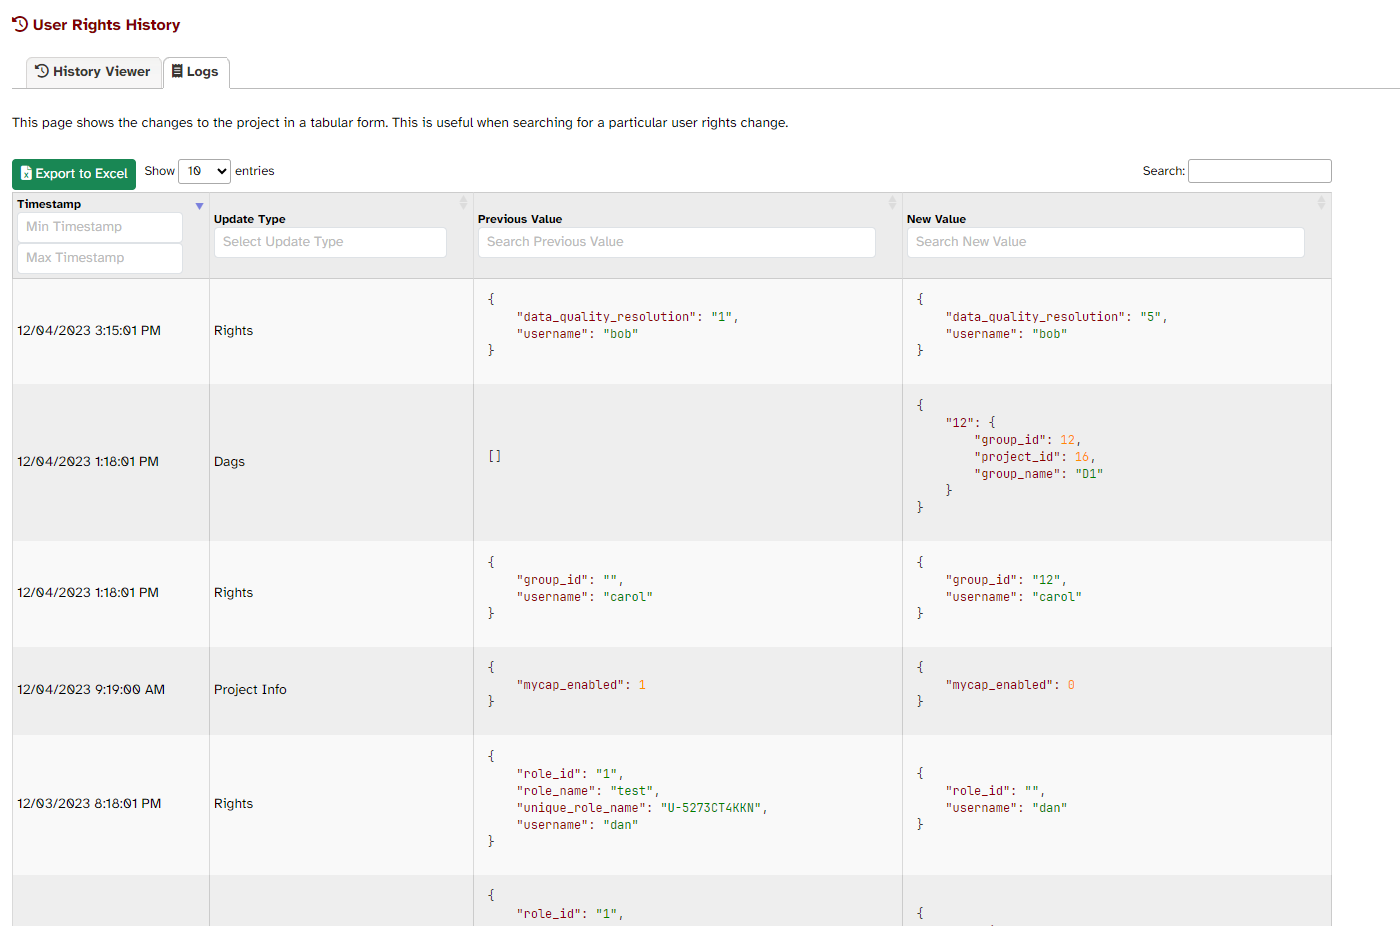 User Rights History
History Viewer
Logs
This page shows the changes to the project in a tabular form. This is useful when searching for a particular user rights change.
Export to Excel
Show 10 entries
Search:
Timestamp
Min Timestamp
Max Timestamp
Update Type
Select Update Type
Previous Value
Search Previous Value
New Value
Search New Value
12/04/2023 3:15:01 PM
Rights
{
"data_quality_resolution": "1",
"username": "bob"
}
{
"data_quality_resolution": "5",
"username": "bob"
}
12/04/2023 1:18:01 PM
Dags
[]
{
"12": {
"group_id": 12,
"project_id": 16,
"group_name": "D1"
}
}
12/04/2023 1:18:01 PM
Rights
{
"group_id": "",
"username": "carol"
}
{
"group_id": "12",
"username": "carol"
}
12/04/2023 9:19:00 AM
Project Info
{
"mycap_enabled": 1
}
{
"mycap_enabled": 0
}
12/03/2023 8:18:01 PM
Rights
{
"role_id": "1",
"role_name": "test",
"unique_role_name": "U-5273CT4KKN",
"username": "dan"
}
{
"role_id": "",
"username": "dan"
}
{
"role_id": "1",
{